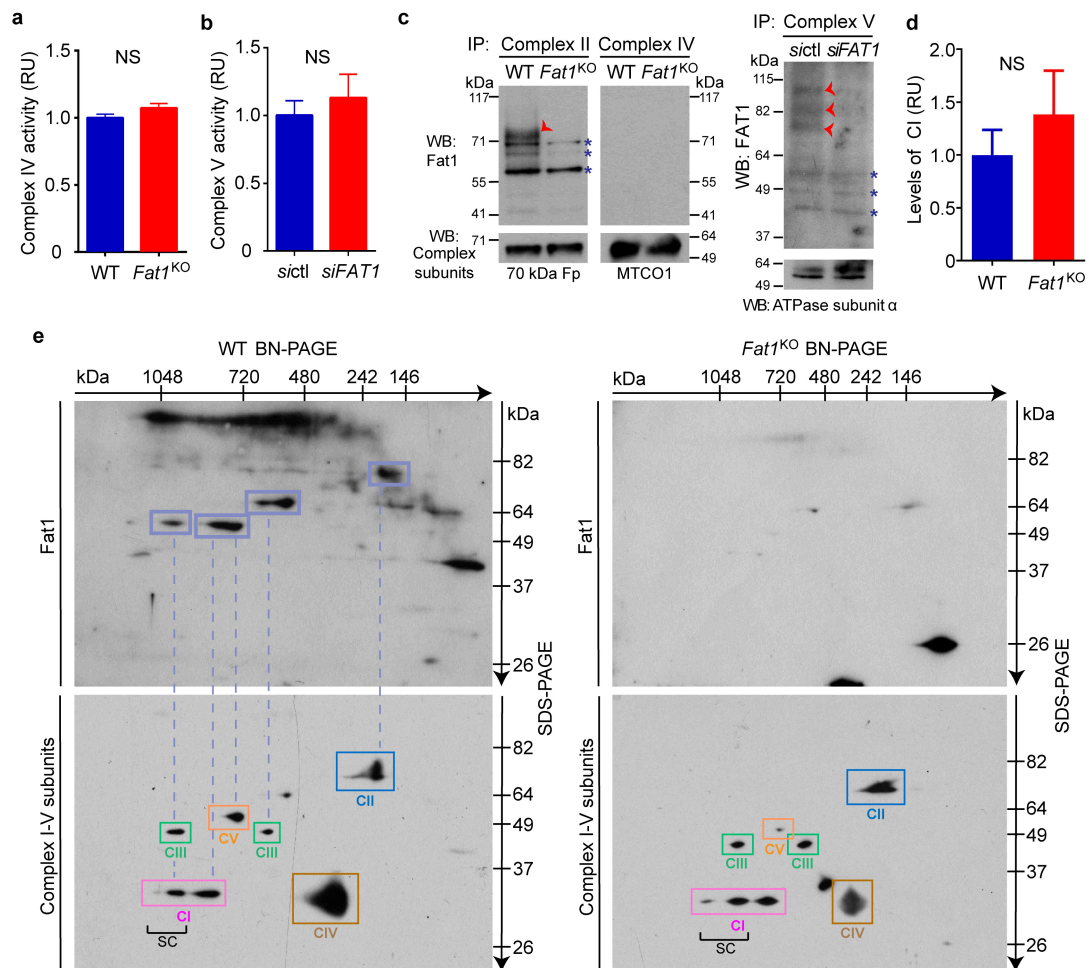 a
Complex IV activity (RU)
1.5
1.0
0.5
0
NS
WT Fat1KO
b
Complex V activity (RU)
1.5
1.0
0.5
0
NS
sictl siFAT1
c
IP: Complex II Complex IV
WT Fat1KO WT Fat1KO
kDa kDa
117 117
71 71
55 55
41 41
WB:
Fat1
*
*
*
WB:
Complex
subunits
71
64
49
70 kDa Fp MTCO1
IP: Complex V
sictl siFAT1
kDa
115
82
64
49
37
WB: FAT1
*
*
*
64
49
WB: ATPase subunit α
d
Levels of CI (RU)
2.0
1.5
1.0
0.5
0.0
NS
WT Fat1KO
e
WT BN-PAGE
kDa 1048 720 480 242 146
kDa
82
64
49
37
26
Fat1
SDS-PAGE
Complex I-V subunits
82
64
49
37
26
CII
CV
CIII CIII
CI
CIV
SC
Fat1KO BN-PAGE
kDa 1048 720 480 242 146
kDa
82
64
49
37
26
Fat1
SDS-PAGE
Complex I-V subunits
82
64
49
37
26
CII
CV
CIII CIII
CI
CIV
SC